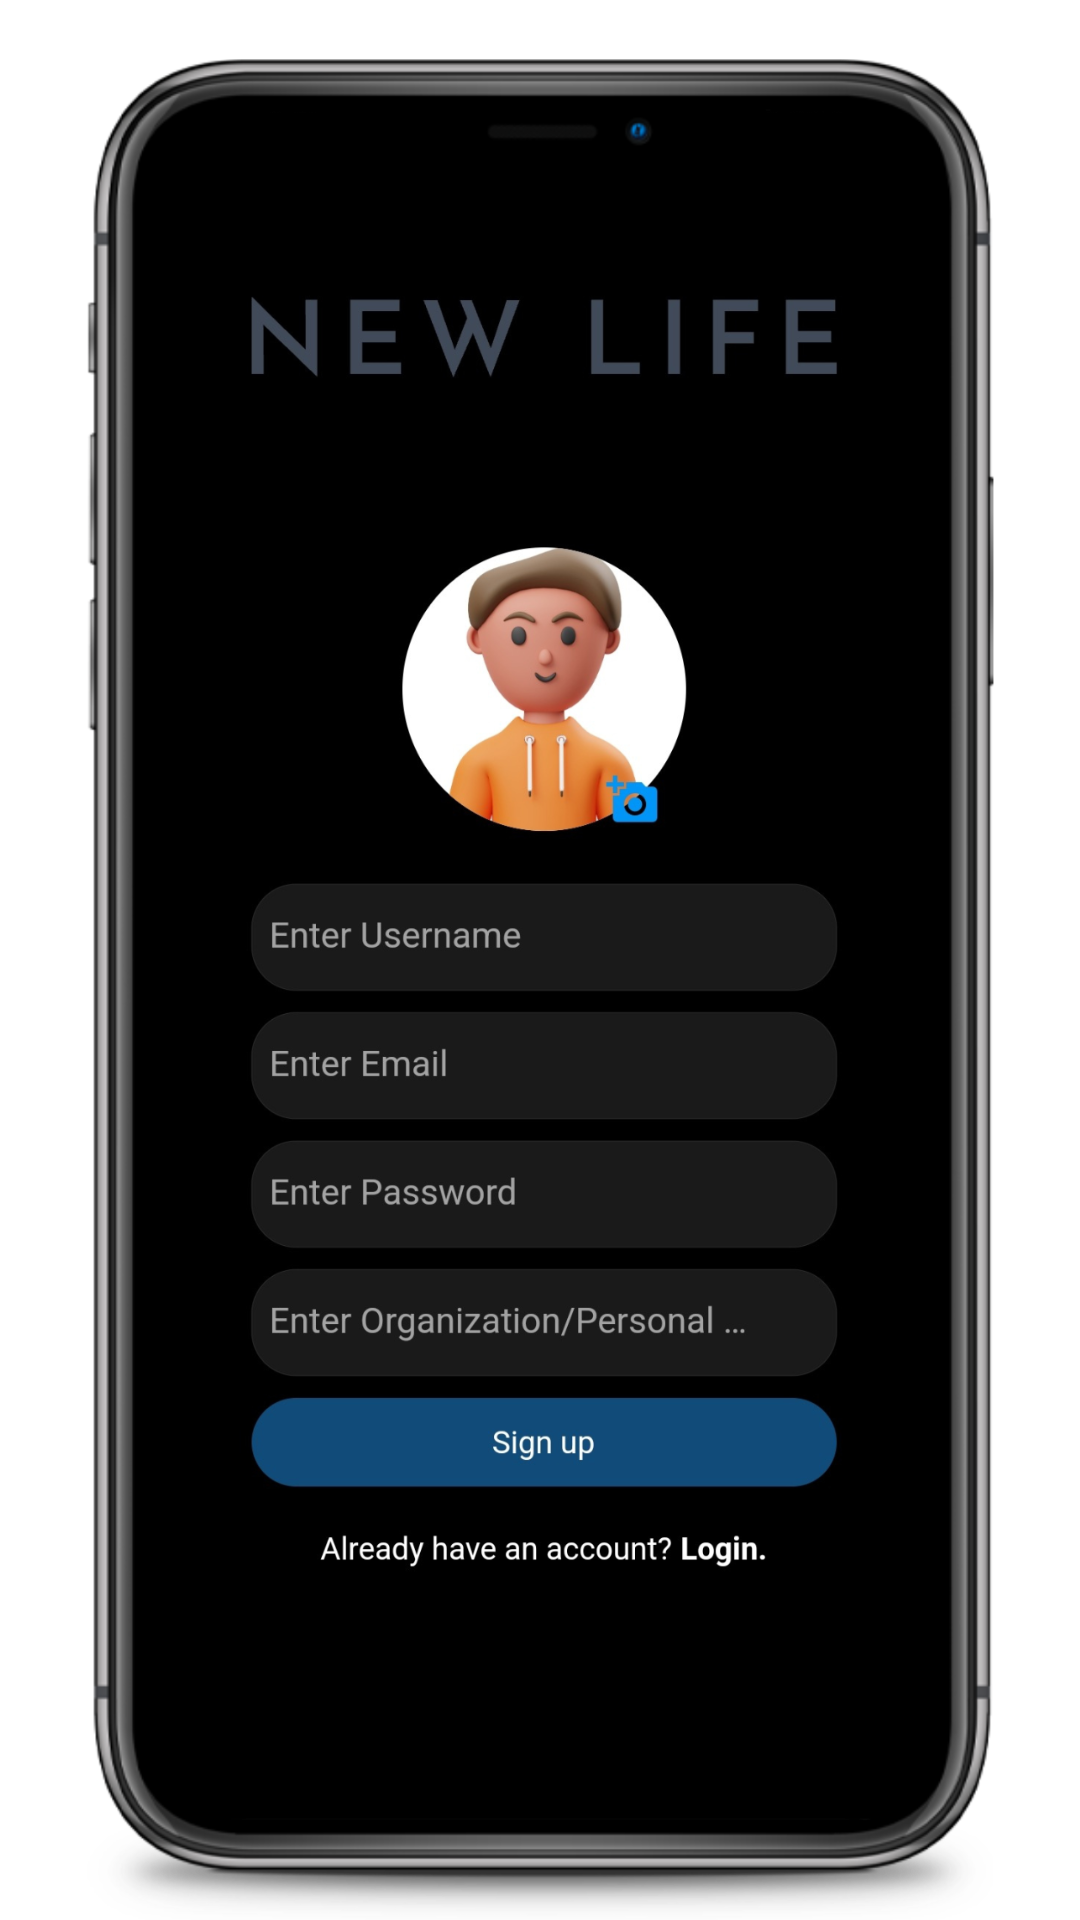 NEW LIFE
Enter Username
Enter Email
Enter Password
Enter Organization/Personal ...
Sign up
Already have an account? Login.